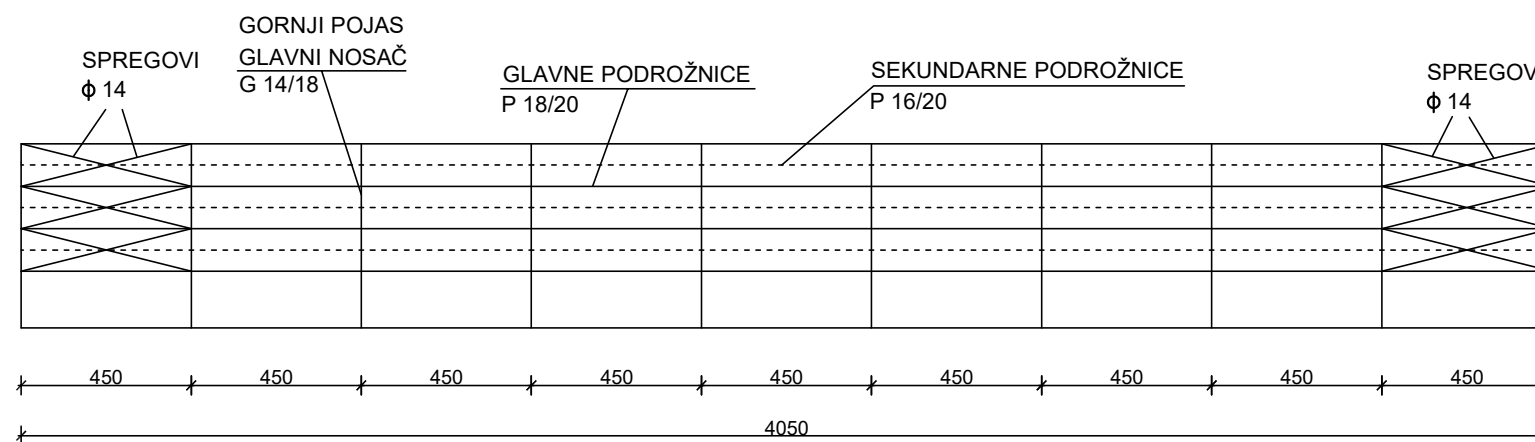 GORNJI POJAS
GLAVNI NOSAČ
G 14/18
SPREGOVI
ϕ 14
GLAVNE PODROŽNICE
P 18/20
SEKUNDARNE PODROŽNICE
P 16/20
SPREGOV
ϕ 14
450 450 450 450 450 450 450 450 450
4050